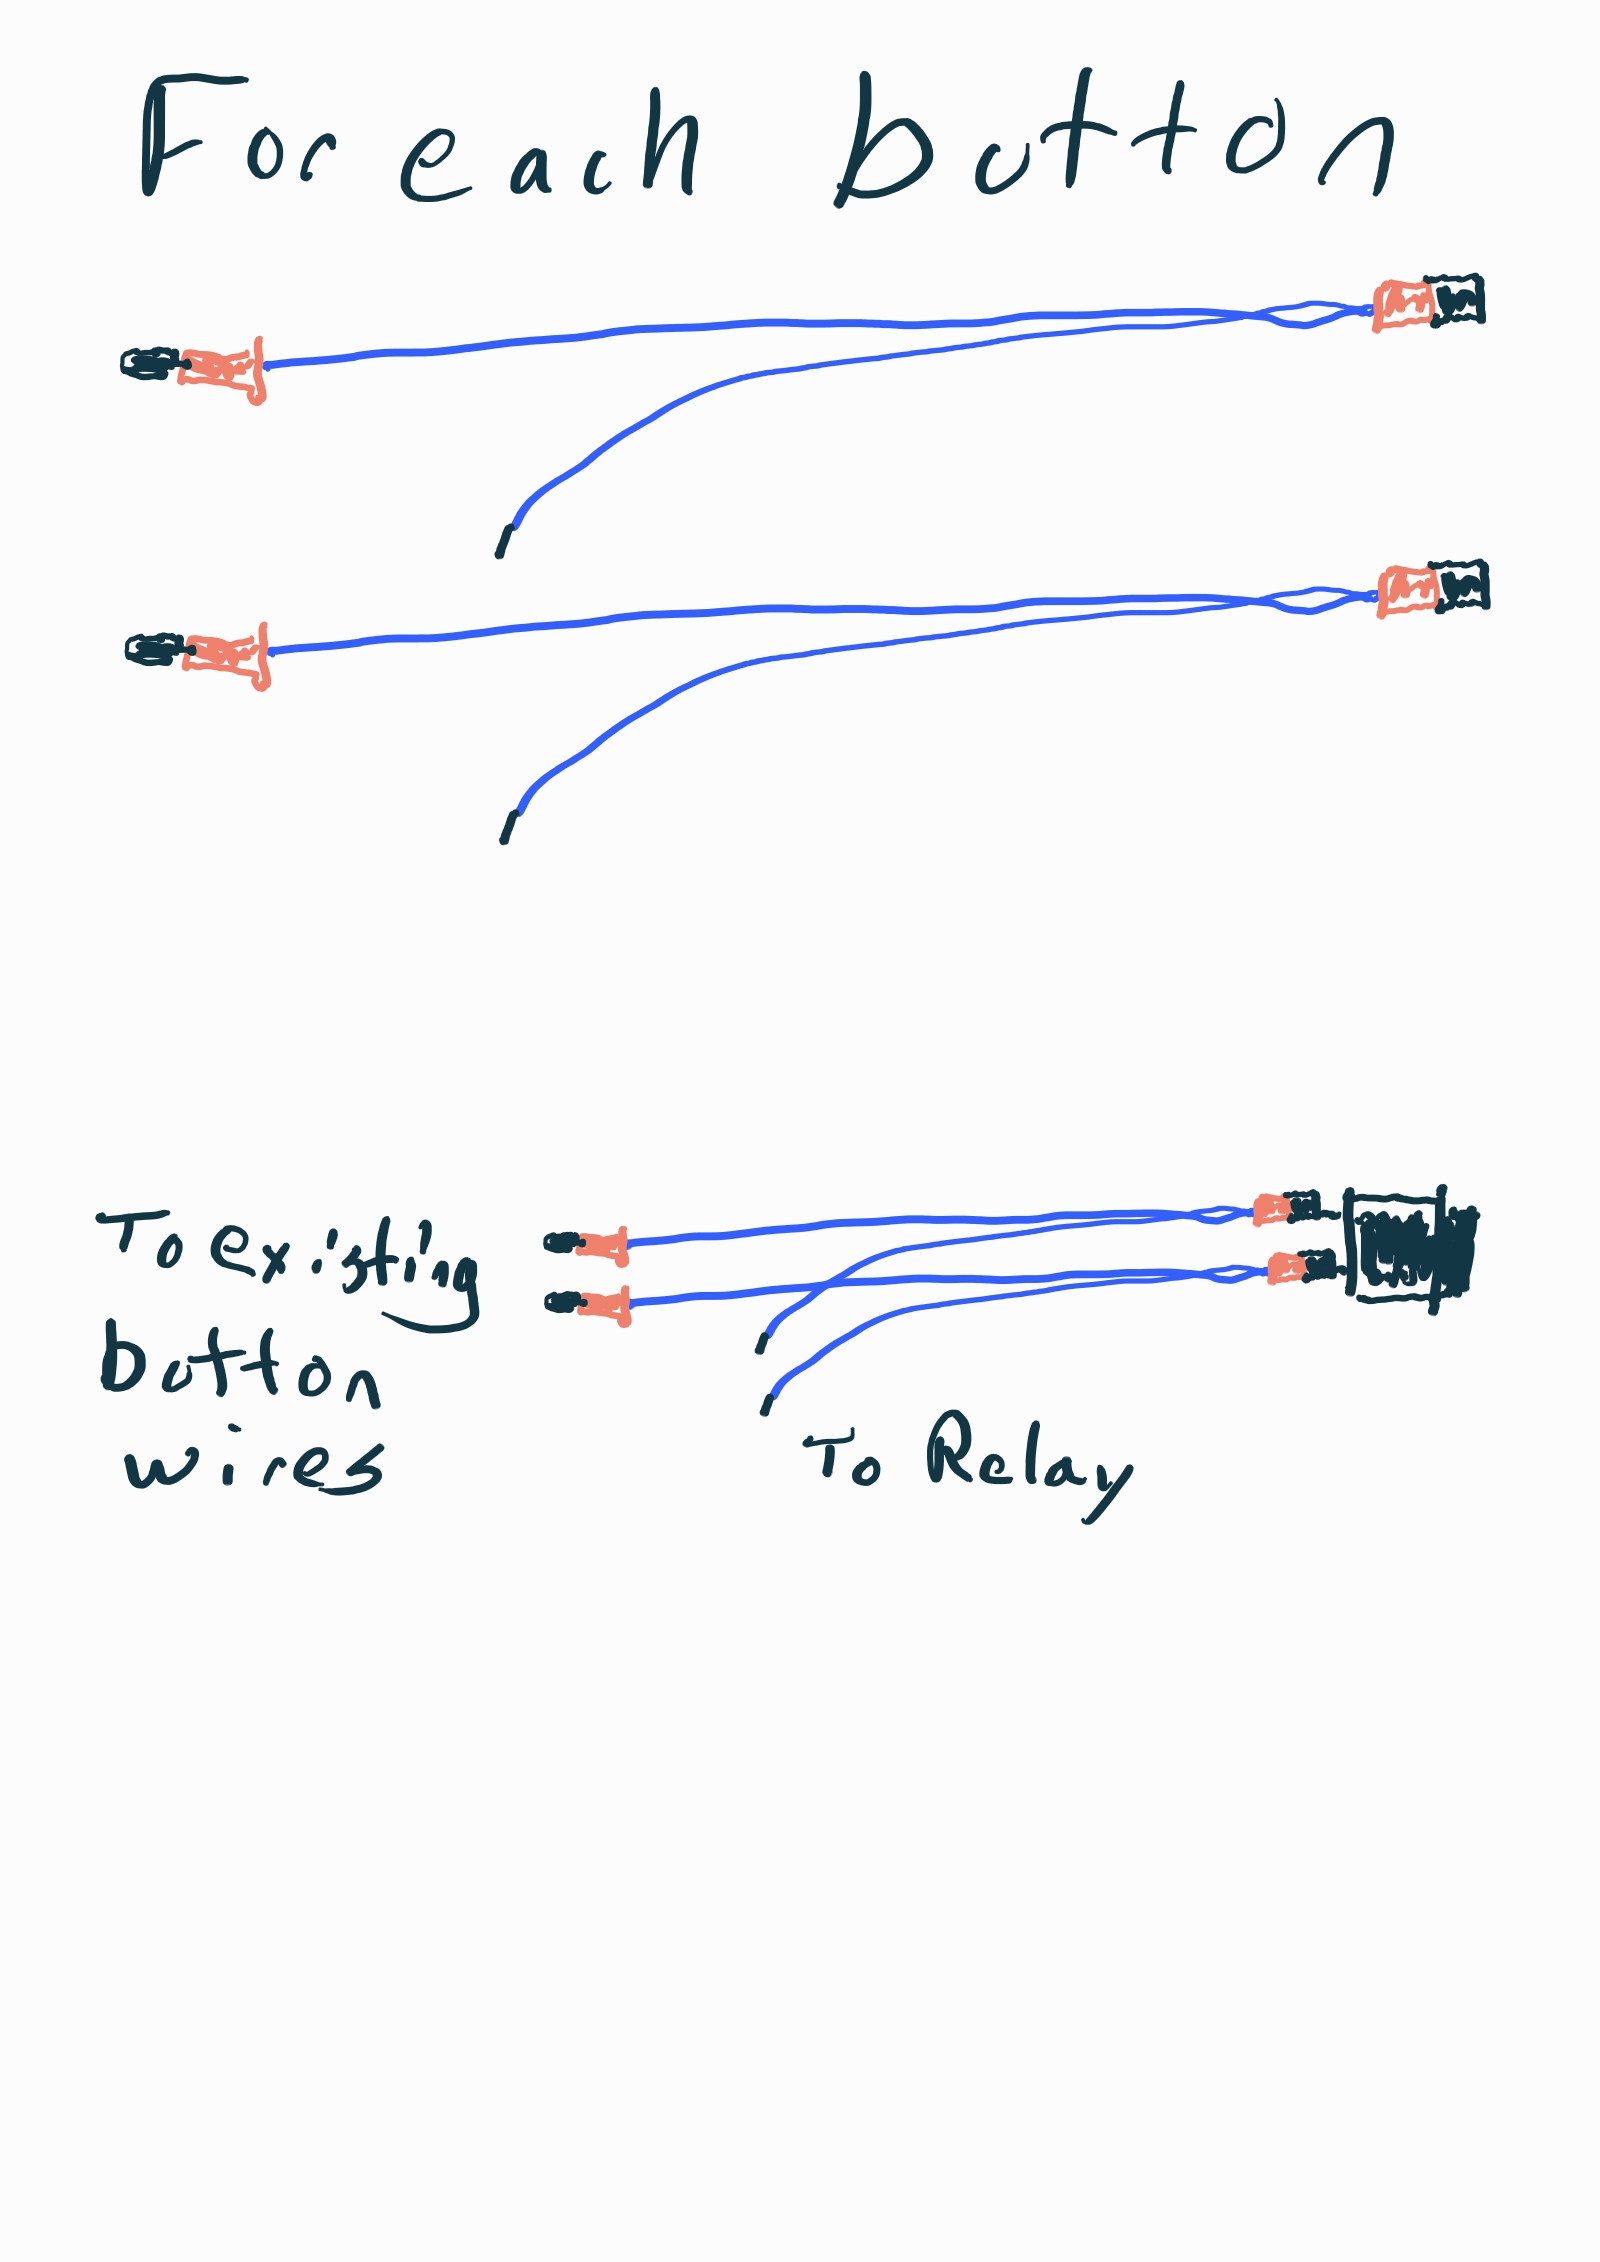 For each button
To existing
button
wires
To Relay